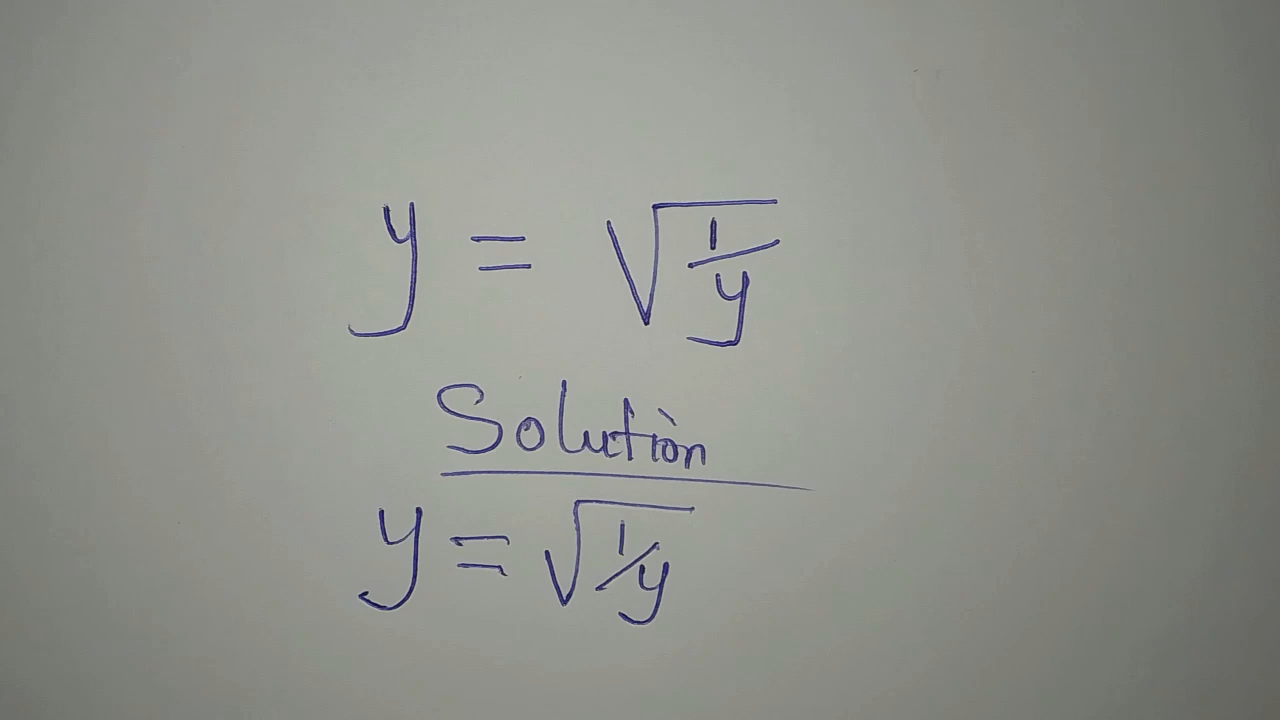 y = √1/y
Solution
y = √1/y